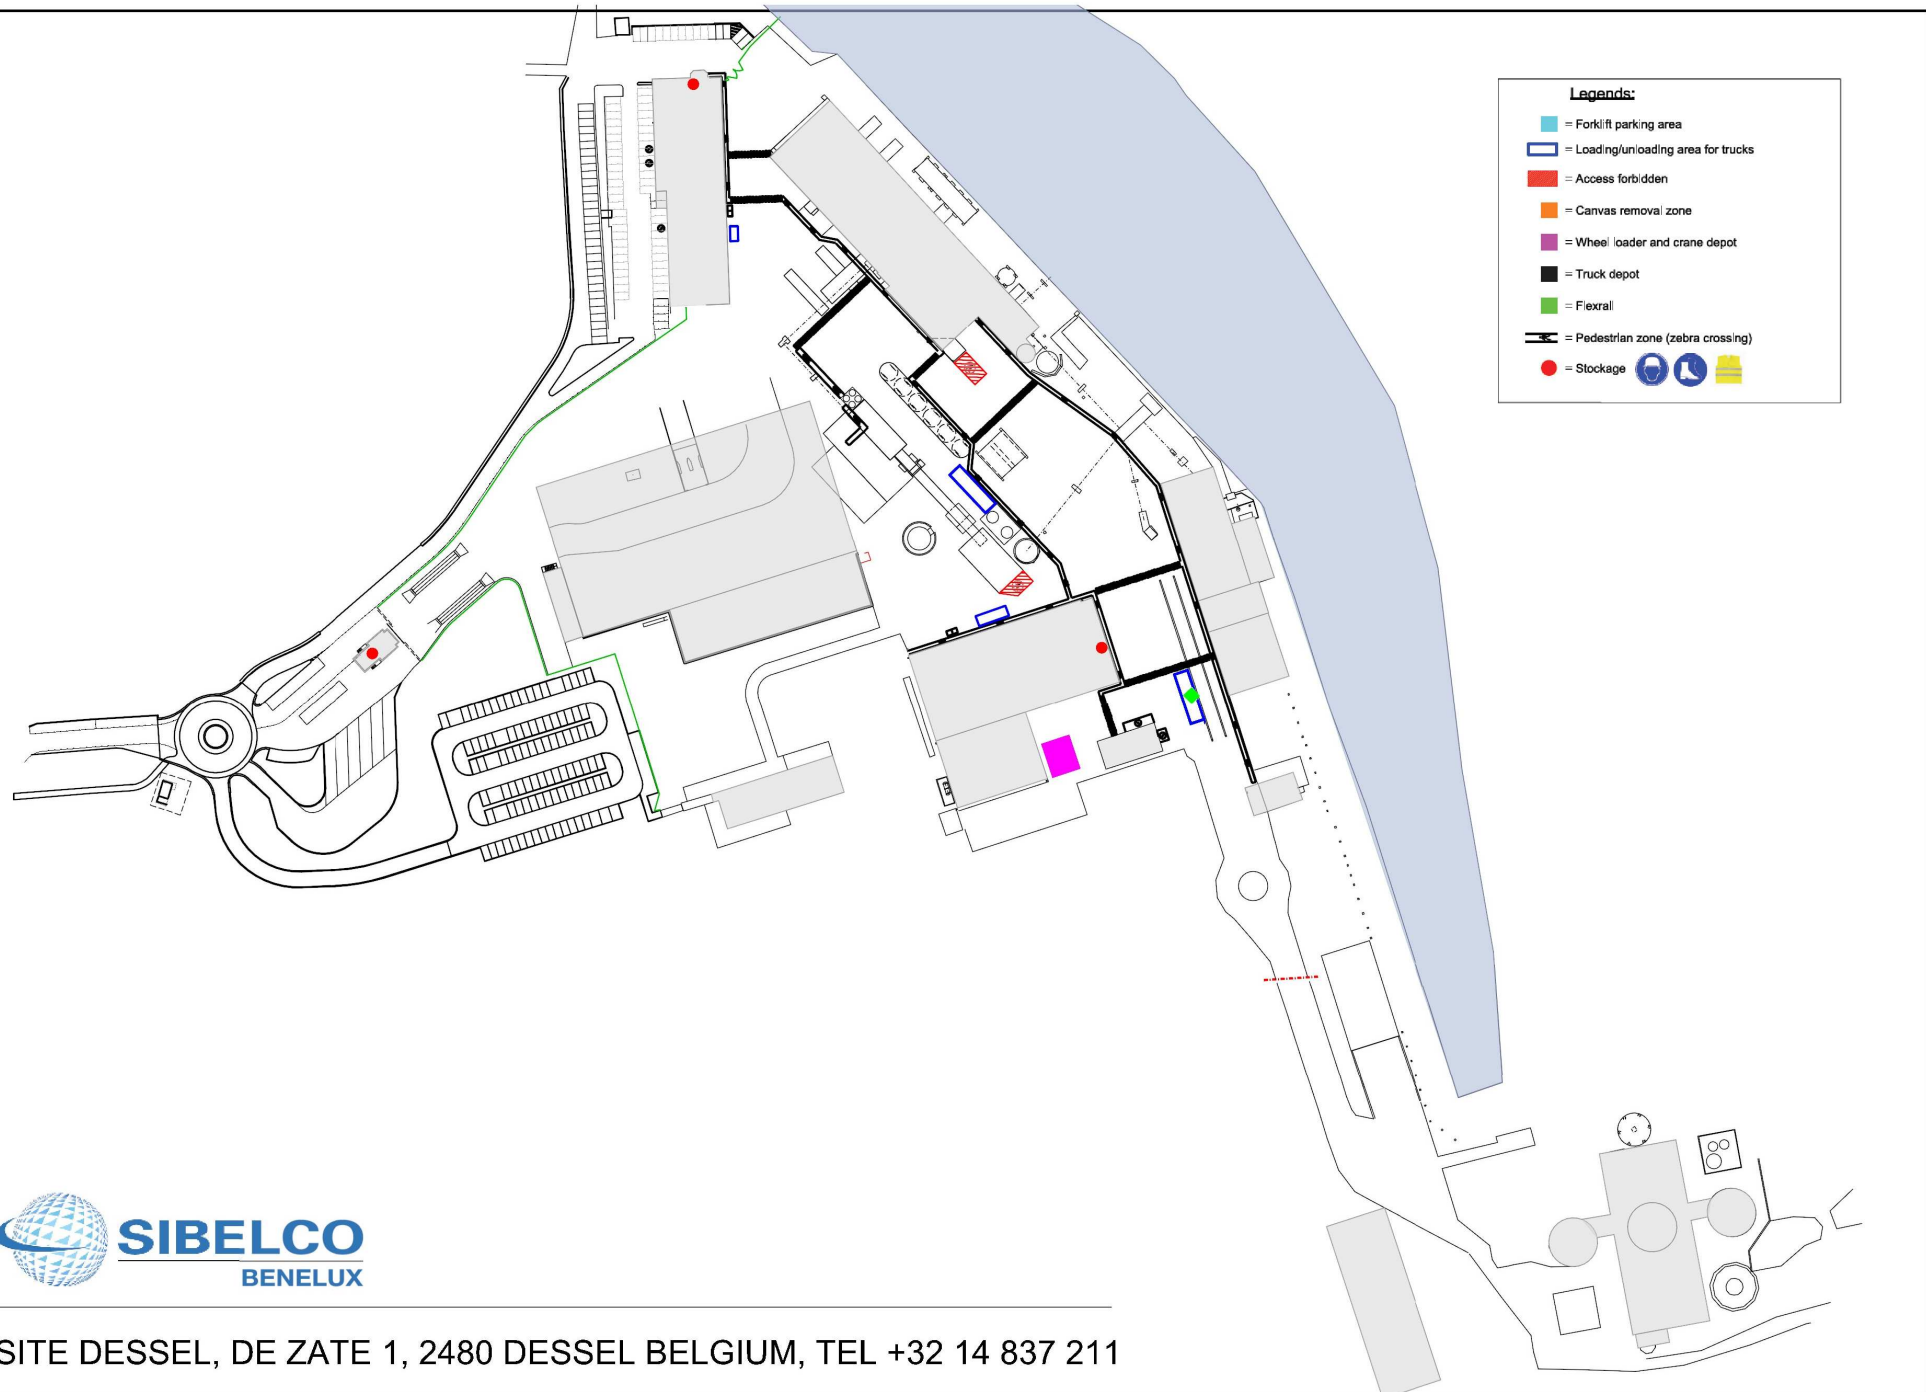 Legends:
= Forklift parking area
= Loading/unloading area for trucks
= Access forbidden
= Canvas removal zone
= Wheel loader and crane depot
= Truck depot
= Flexrail
= Pedestrian zone (zebra crossing)
= Stockage
SIBELCO
BENELUX
SITE DESSEL, DE ZATE 1, 2480 DESSEL BELGIUM, TEL +32 14 837 211